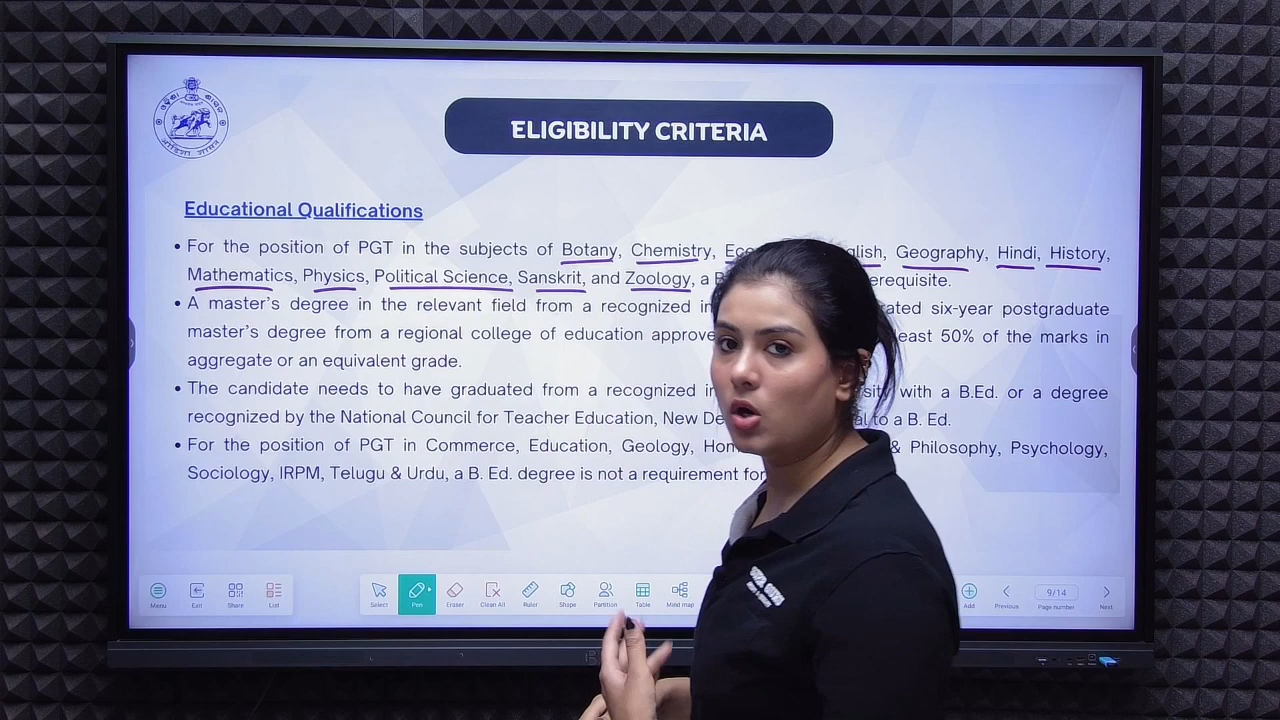 ELIGIBILITY CRITERIA
Educational Qualifications
• For the position of PGT in the subjects of Botany, Chemistry, Eco glish, Geography, Hindi, History,
Mathematics, Physics, Political Science, Sanskrit, and Zoology, a B erequisite.
• A master's degree in the relevant field from a recognized in rated six-year postgraduate
master's degree from a regional college of education approve east 50% of the marks in
aggregate or an equivalent grade.
• The candidate needs to have graduated from a recognized in sity with a B.Ed. or a degree
recognized by the National Council for Teacher Education, New De al to a B. Ed.
• For the position of PGT in Commerce, Education, Geology, Hom & Philosophy, Psychology,
Sociology, IRPM, Telugu & Urdu, a B. Ed. degree is not a requirement for
Menu Exit Share List Select Pen Eraser Clean All Ruler Shape Partition Table Mind map Add Previous 9/14 Page number Next